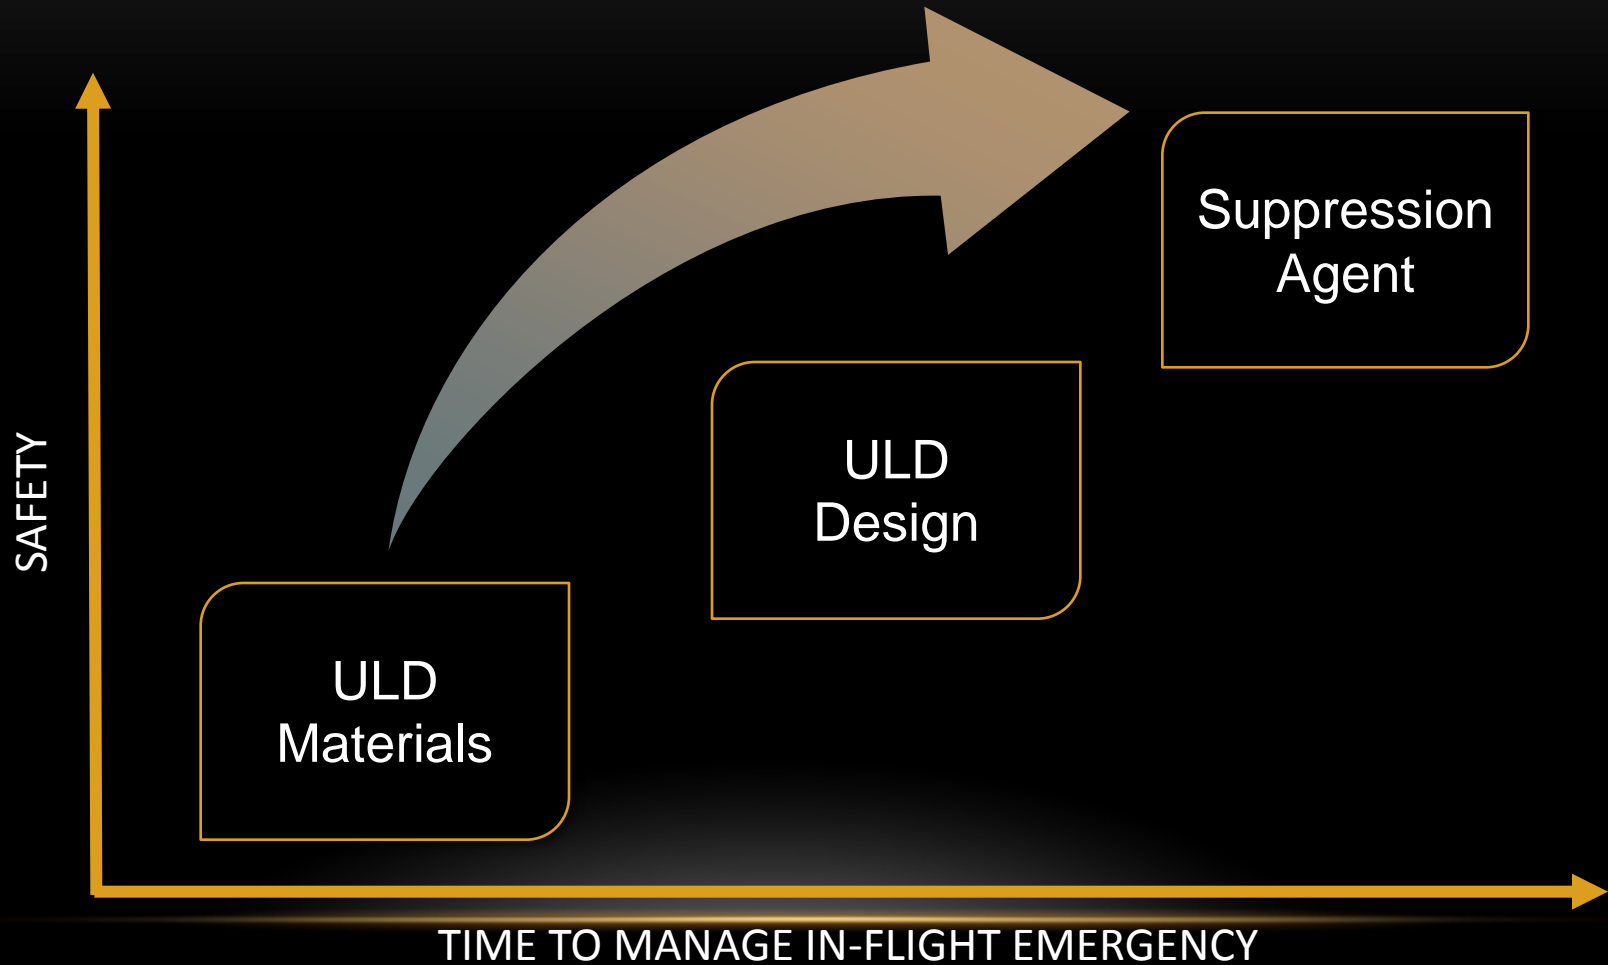 Suppression
Agent
ULD
Design
SAFETY
ULD
Materials
TIME TO MANAGE IN-FLIGHT EMERGENCY